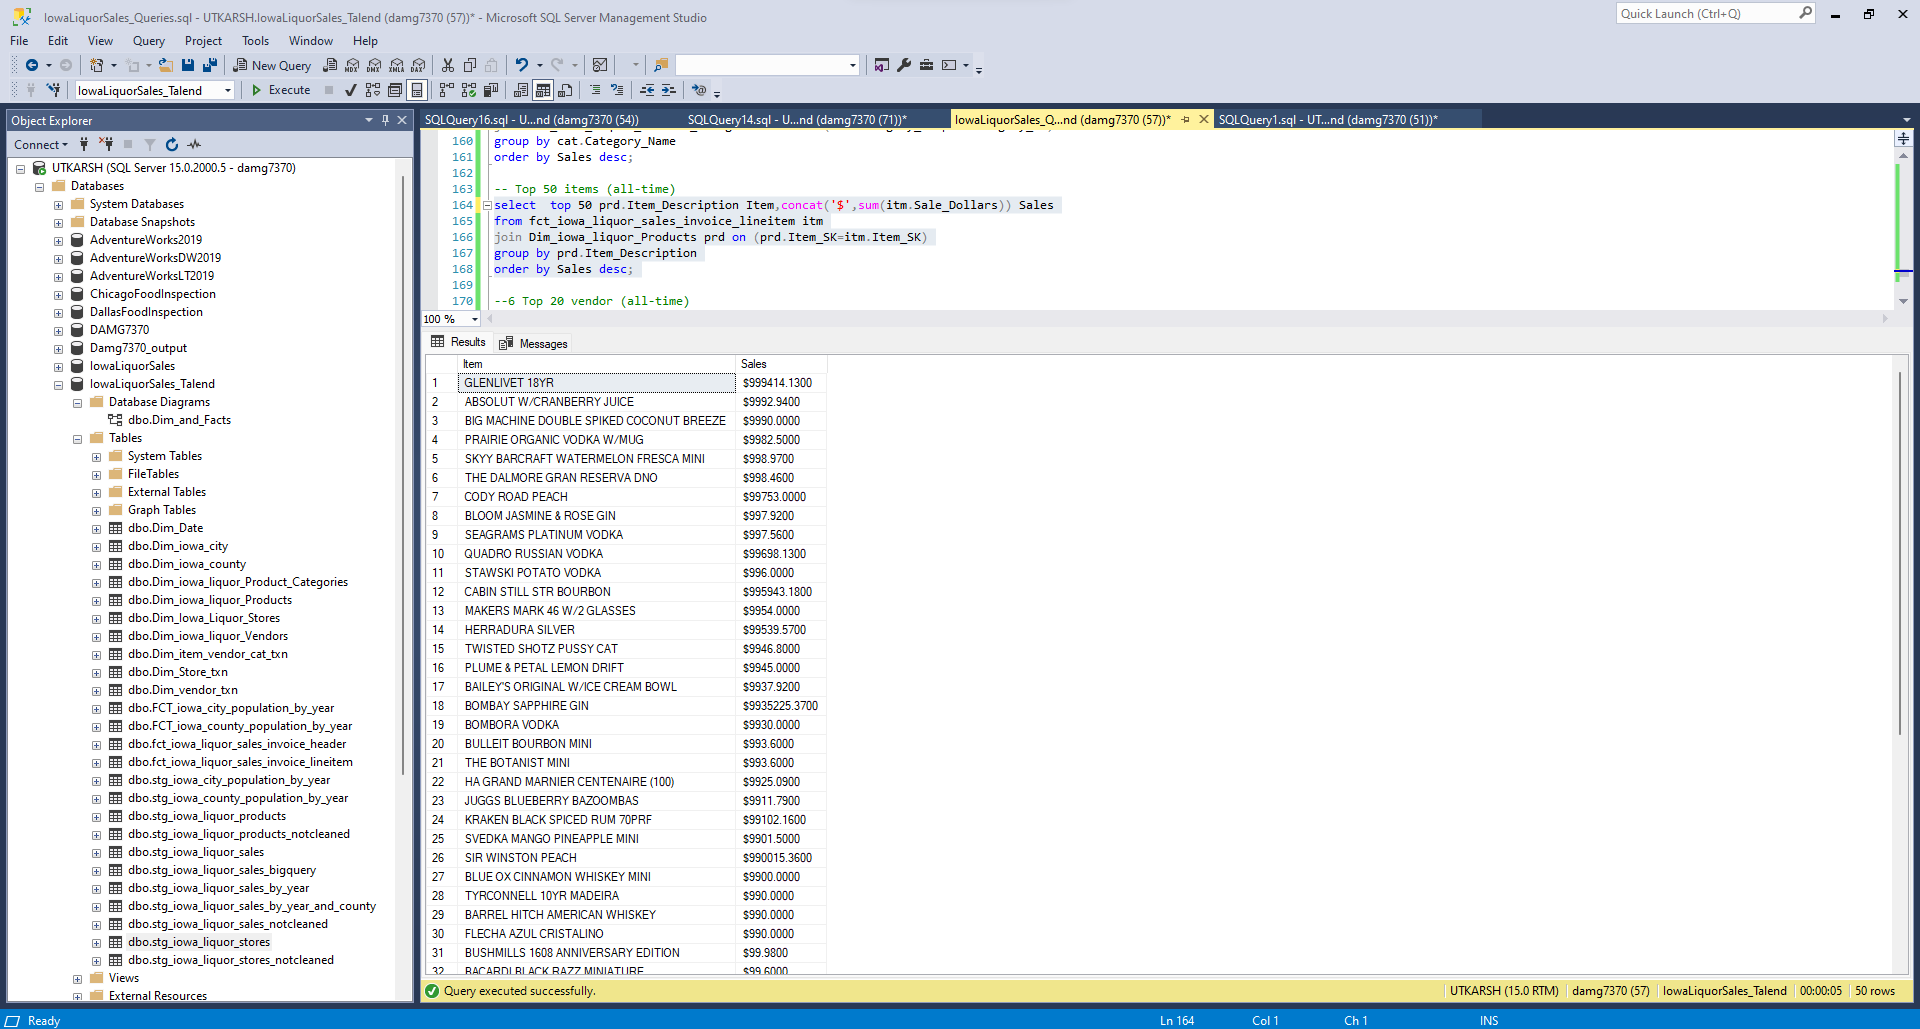 IowaLiquorSales_Queries.sql - UTKARSH.IowaLiquorSales_Talend (damg7370 (57))* - Microsoft SQL Server Management Studio
Quick Launch (Ctrl+Q)
File Edit View Query Project Tools Window Help
New Query
MDX DMX XMLA DAX
IowaLiquorSales_Talend
Execute
Object Explorer
Connect
UTKARSH (SQL Server 15.0.2000.5 - damg7370)
Databases
System Databases
Database Snapshots
AdventureWorks2019
AdventureWorksDW2019
AdventureWorksLT2019
ChicagoFoodInspection
DallasFoodInspection
DAMG7370
Damg7370_output
IowaLiquorSales
IowaLiquorSales_Talend
Database Diagrams
dbo.Dim_and_Facts
Tables
System Tables
FileTables
External Tables
Graph Tables
dbo.Dim_Date
dbo.Dim_iowa_city
dbo.Dim_iowa_county
dbo.Dim_iowa_liquor_Product_Categories
dbo.Dim_iowa_liquor_Products
dbo.Dim_Iowa_Liquor_Stores
dbo.Dim_iowa_liquor_Vendors
dbo.Dim_item_vendor_cat_txn
dbo.Dim_Store_txn
dbo.Dim_vendor_txn
dbo.FCT_iowa_city_population_by_year
dbo.FCT_iowa_county_population_by_year
dbo.fct_iowa_liquor_sales_invoice_header
dbo.fct_iowa_liquor_sales_invoice_lineitem
dbo.stg_iowa_city_population_by_year
dbo.stg_iowa_county_population_by_year
dbo.stg_iowa_liquor_products
dbo.stg_iowa_liquor_products_notcleaned
dbo.stg_iowa_liquor_sales
dbo.stg_iowa_liquor_sales_bigquery
dbo.stg_iowa_liquor_sales_by_year
dbo.stg_iowa_liquor_sales_by_year_and_county
dbo.stg_iowa_liquor_sales_notcleaned
dbo.stg_iowa_liquor_stores
dbo.stg_iowa_liquor_stores_notcleaned
Views
External Resources
SQLQuery16.sql - U...nd (damg7370 (54)) SQLQuery14.sql - U...nd (damg7370 (71))* IowaLiquorSales_Q...nd (damg7370 (57))* SQLQuery1.sql - UT...nd (damg7370 (51))*
160 group by cat.Category_Name
161 order by Sales desc;
162
163 -- Top 50 items (all-time)
164 select top 50 prd.Item_Description Item,concat('$',sum(itm.Sale_Dollars)) Sales
165 from fct_iowa_liquor_sales_invoice_lineitem itm
166 join Dim_iowa_liquor_Products prd on (prd.Item_SK=itm.Item_SK)
167 group by prd.Item_Description
168 order by Sales desc;
169
170 --6 Top 20 vendor (all-time)
100 %
Results Messages
Item Sales
1 GLENLIVET 18YR $999414.1300
2 ABSOLUT W/CRANBERRY JUICE $9992.9400
3 BIG MACHINE DOUBLE SPIKED COCONUT BREEZE $9990.0000
4 PRAIRIE ORGANIC VODKA W/MUG $9982.5000
5 SKYY BARCRAFT WATERMELON FRESCA MINI $998.9700
6 THE DALMORE GRAN RESERVA DNO $998.4600
7 CODY ROAD PEACH $99753.0000
8 BLOOM JASMINE & ROSE GIN $997.9200
9 SEAGRAMS PLATINUM VODKA $997.5600
10 QUADRO RUSSIAN VODKA $99698.1300
11 STAWSKI POTATO VODKA $996.0000
12 CABIN STILL STR BOURBON $995943.1800
13 MAKERS MARK 46 W/2 GLASSES $9954.0000
14 HERRADURA SILVER $99539.5700
15 TWISTED SHOTZ PUSSY CAT $9946.8000
16 PLUME & PETAL LEMON DRIFT $9945.0000
17 BAILEY'S ORIGINAL W/ICE CREAM BOWL $9937.9200
18 BOMBAY SAPPHIRE GIN $9935225.3700
19 BOMBORA VODKA $9930.0000
20 BULLEIT BOURBON MINI $993.6000
21 THE BOTANIST MINI $993.6000
22 HA GRAND MARNIER CENTENAIRE (100) $9925.0900
23 JUGGS BLUEBERRY BAZOOMBAS $9911.7900
24 KRAKEN BLACK SPICED RUM 70PRF $99102.1600
25 SVEDKA MANGO PINEAPPLE MINI $9901.5000
26 SIR WINSTON PEACH $990015.3600
27 BLUE OX CINNAMON WHISKEY MINI $9900.0000
28 TYRCONNELL 10YR MADEIRA $990.0000
29 BARREL HITCH AMERICAN WHISKEY $990.0000
30 FLECHA AZUL CRISTALINO $990.0000
31 BUSHMILLS 1608 ANNIVERSARY EDITION $99.9800
32 BACARDI BLACK RAZZ MINIATURE $99.6000
Query executed successfully. UTKARSH (15.0 RTM) damg7370 (57) IowaLiquorSales_Talend 00:00:05 50 rows
Ready Ln 164 Col 1 Ch 1 INS